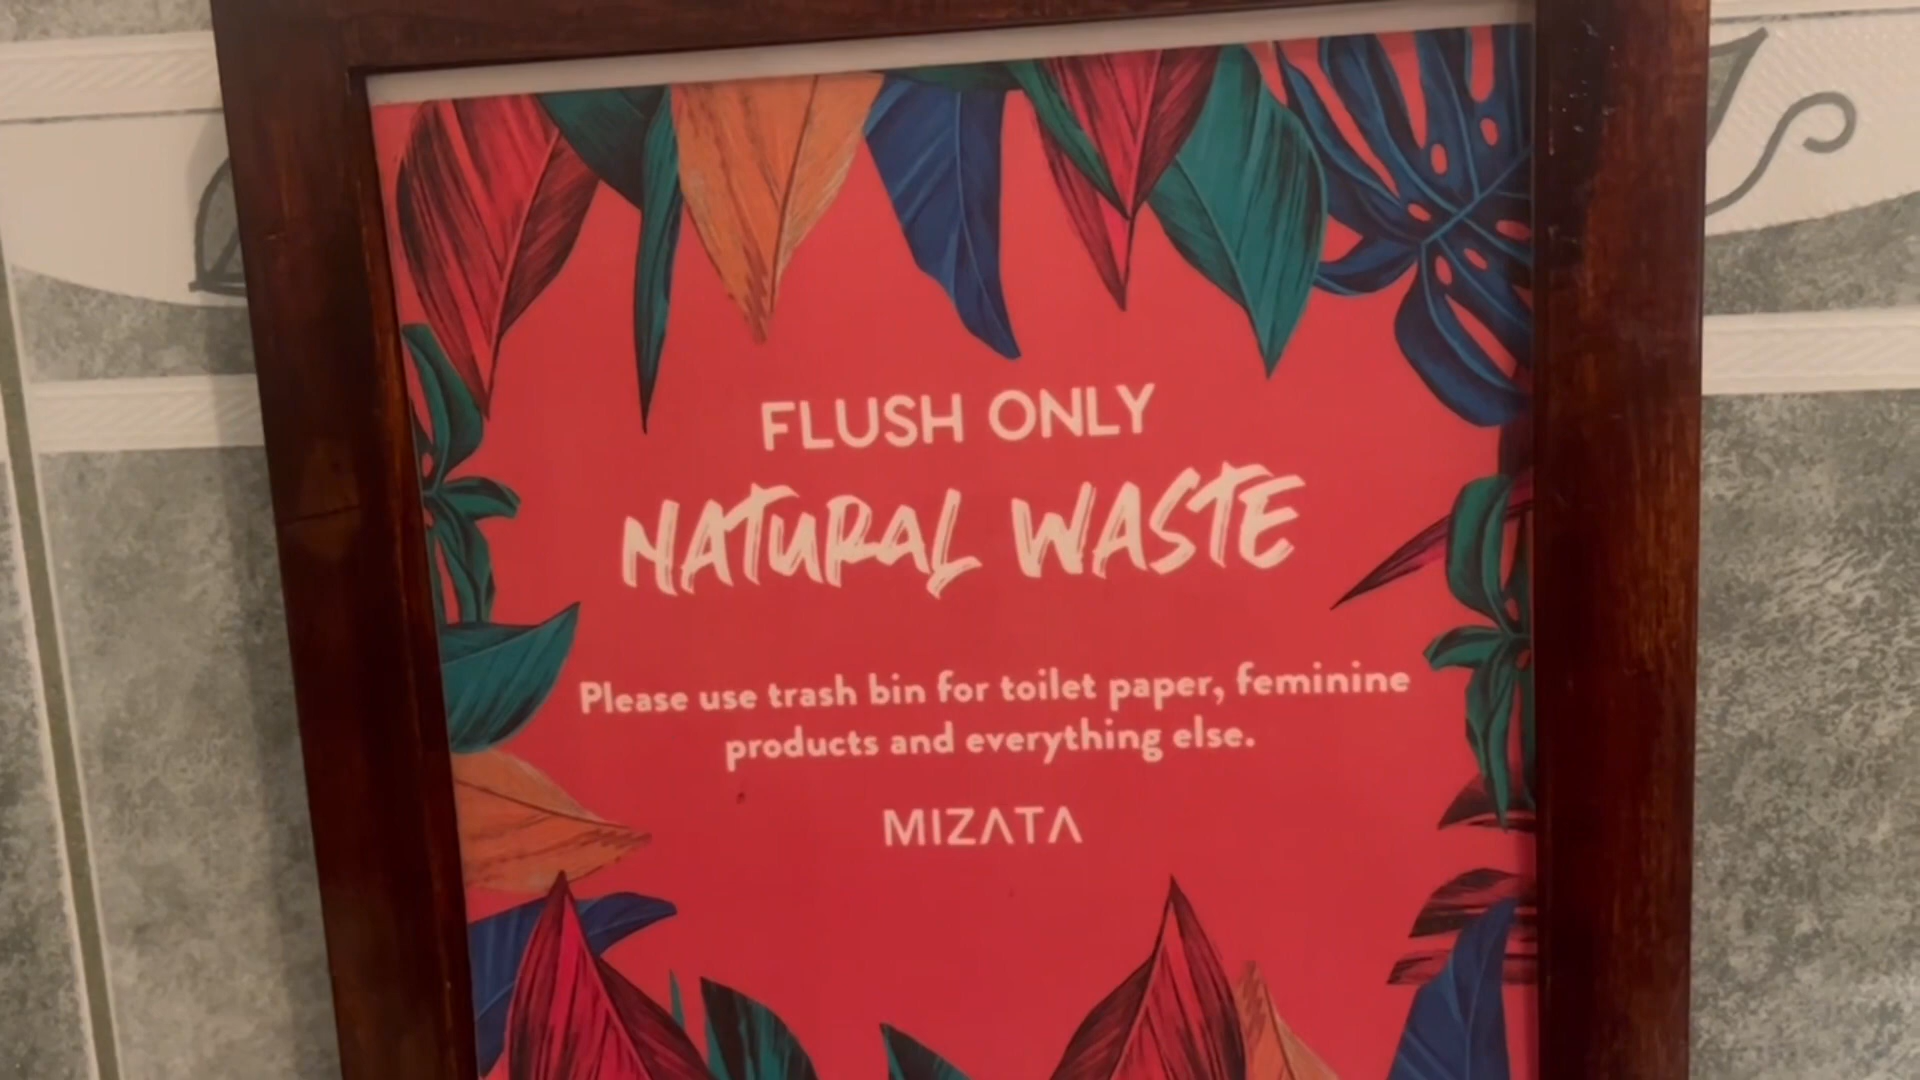 FLUSH ONLY
NATURAL WASTE
Please use trash bin for toilet paper, feminine
products and everything else.
MIZATA